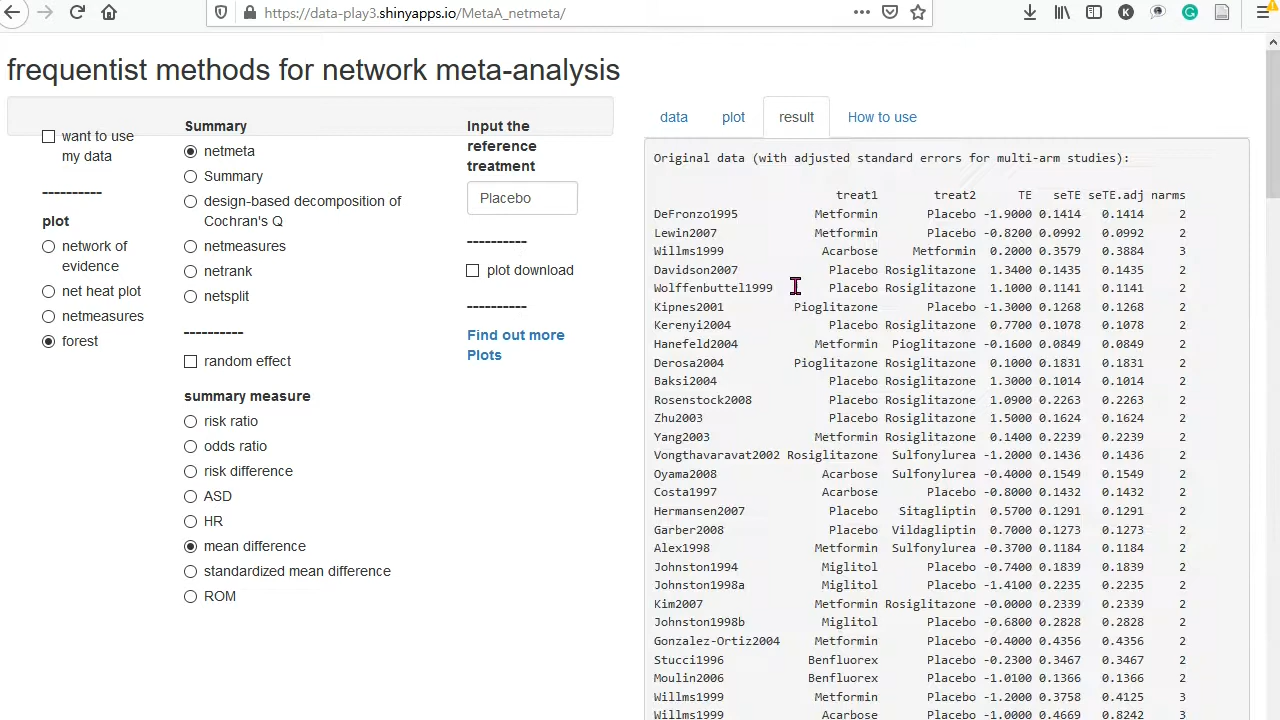 https://data-play3.shinyapps.io/MetaA_netmeta/
frequentist methods for network meta-analysis
want to use
my data
----------
plot
network of
evidence
net heat plot
netmeasures
forest
Summary
netmeta
Summary
design-based decomposition of
Cochran's Q
netmeasures
netrank
netsplit
----------
random effect
summary measure
risk ratio
odds ratio
risk difference
ASD
HR
mean difference
standardized mean difference
ROM
Input the
reference
treatment
Placebo
----------
plot download
----------
Find out more
Plots
data plot result How to use
Original data (with adjusted standard errors for multi-arm studies):
treat1 treat2 TE seTE seTE.adj narms
DeFronzo1995 Metformin Placebo -1.9000 0.1414 0.1414 2
Lewin2007 Metformin Placebo -0.8200 0.0992 0.0992 2
Willms1999 Acarbose Metformin 0.2000 0.3579 0.3884 3
Davidson2007 Placebo Rosiglitazone 1.3400 0.1435 0.1435 2
Wolffenbuttel1999 Placebo Rosiglitazone 1.1000 0.1141 0.1141 2
Kipnes2001 Pioglitazone Placebo -1.3000 0.1268 0.1268 2
Kerenyi2004 Placebo Rosiglitazone 0.7700 0.1078 0.1078 2
Hanefeld2004 Metformin Pioglitazone -0.1600 0.0849 0.0849 2
Derosa2004 Pioglitazone Rosiglitazone 0.1000 0.1831 0.1831 2
Baksi2004 Placebo Rosiglitazone 1.3000 0.1014 0.1014 2
Rosenstock2008 Placebo Rosiglitazone 1.0900 0.2263 0.2263 2
Zhu2003 Placebo Rosiglitazone 1.5000 0.1624 0.1624 2
Yang2003 Metformin Rosiglitazone 0.1400 0.2239 0.2239 2
Vongthavaravat2002 Rosiglitazone Sulfonylurea -1.2000 0.1436 0.1436 2
Oyama2008 Acarbose Sulfonylurea -0.4000 0.1549 0.1549 2
Costa1997 Acarbose Placebo -0.8000 0.1432 0.1432 2
Hermansen2007 Placebo Sitagliptin 0.5700 0.1291 0.1291 2
Garber2008 Placebo Vildagliptin 0.7000 0.1273 0.1273 2
Alex1998 Metformin Sulfonylurea -0.3700 0.1184 0.1184 2
Johnston1994 Miglitol Placebo -0.7400 0.1839 0.1839 2
Johnston1998a Miglitol Placebo -1.4100 0.2235 0.2235 2
Kim2007 Metformin Rosiglitazone -0.0000 0.2339 0.2339 2
Johnston1998b Miglitol Placebo -0.6800 0.2828 0.2828 2
Gonzalez-Ortiz2004 Metformin Placebo -0.4000 0.4356 0.4356 2
Stucci1996 Benfluorex Placebo -0.2300 0.3467 0.3467 2
Moulin2006 Benfluorex Placebo -1.0100 0.1366 0.1366 2
Willms1999 Metformin Placebo -1.2000 0.3758 0.4125 3
Willms1999 Acarbose Placebo -1.0000 0.4669 0.8242 3